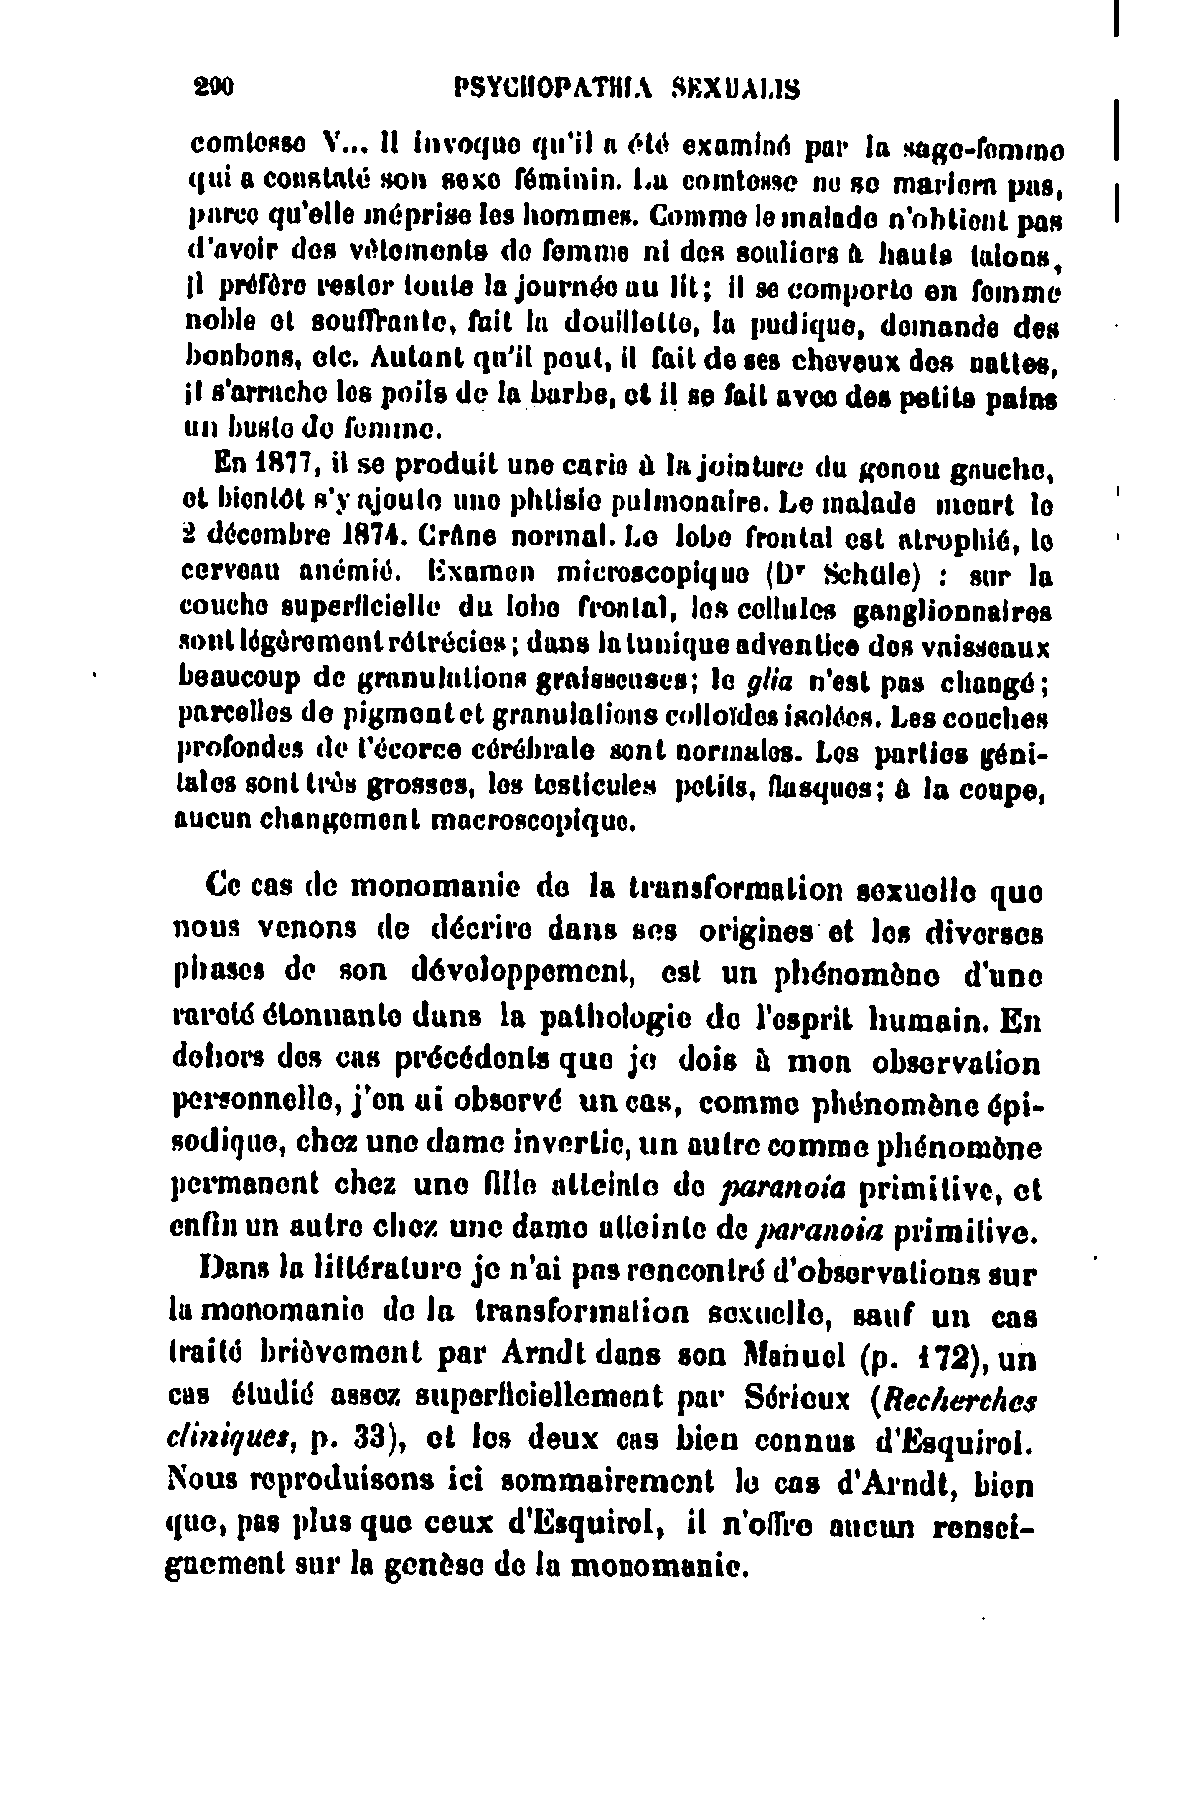 290 PSYCHOPATHIA SEXUALIS
comtesse V... Il invoque qu'il a été examiné par la sage-femme
qui a constaté son sexe féminin. La comtesse ne se mariera pas,
parce qu'elle méprise les hommes. Comme le malade n'obtient pas
d'avoir des vêtements de femme ni des souliers à hauts talons,
il préfère rester toute la journée au lit; il se comporte en femme
noble et souffrante, fait la douillette, la pudique, demande des
bonbons, etc. Autant qu'il peut, il fait de ses cheveux des nattes,
il s'arrache les poils de la barbe, et il se fait avec des petits pains
un buste de femme.
En 1877, il se produit une carie à la jointure du genou gauche,
et bientôt s'y ajoute une phtisie pulmonaire. Le malade meurt le
2 décembre 1874. Crâne normal. Le lobe frontal est atrophié, le
cerveau anémié. Examen microscopique (Dr Schüle) : sur la
couche superficielle du lobe frontal, les cellules ganglionnaires
sont légèrement rétrécies; dans la tunique adventice des vaisseaux
beaucoup de granulations graisseuses; le glia n'est pas changé;
parcelles de pigment et granulations colloïdes isolées. Les couches
profondes de l'écorce cérébrale sont normales. Les parties géni-
tales sont très grosses, les testicules petits, flasques; à la coupe,
aucun changement macroscopique.
Ce cas de monomanie de la transformation sexuelle que
nous venons de décrire dans ses origines et les diverses
phases de son développement, est un phénomène d'une
rareté étonnante dans la pathologie de l'esprit humain. En
dehors des cas précédents que je dois à mon observation
personnelle, j'en ai observé un cas, comme phénomène épi-
sodique, chez une dame invertie, un autre comme phénomène
permanent chez une fille atteinte de paranoia primitive, et
enfin un autre chez une dame atteinte de paranoia primitive.
Dans la littérature je n'ai pas rencontré d'observations sur
la monomanie de la transformation sexuelle, sauf un cas
traité brièvement par Arndt dans son Manuel (p. 172), un
cas étudié assez superficiellement par Sérieux (Recherches
cliniques, p. 33), et les deux cas bien connus d'Esquirol.
Nous reproduisons ici sommairement le cas d'Arndt, bien
que, pas plus que ceux d'Esquirol, il n'offre aucun rensei-
gnement sur la genèse de la monomanie.